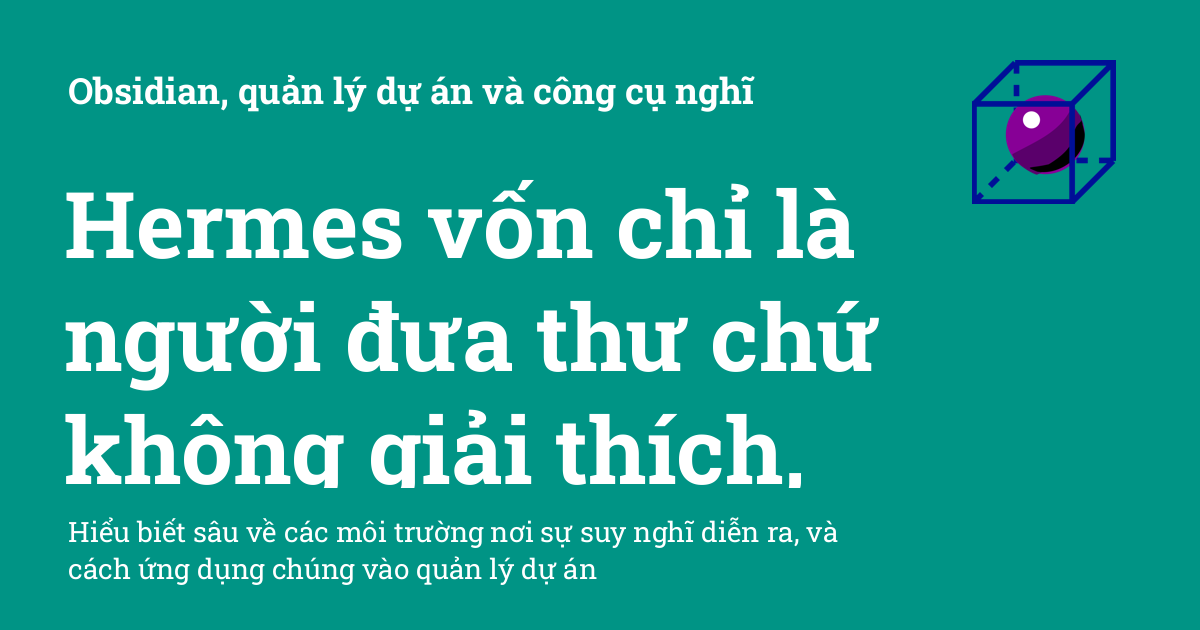 Obsidian, quản lý dự án và công cụ nghĩ
Hermes vốn chỉ là
người đưa thư chứ
không giải thích,
Hiểu biết sâu về các môi trường nơi sự suy nghĩ diễn ra, và
cách ứng dụng chúng vào quản lý dự án